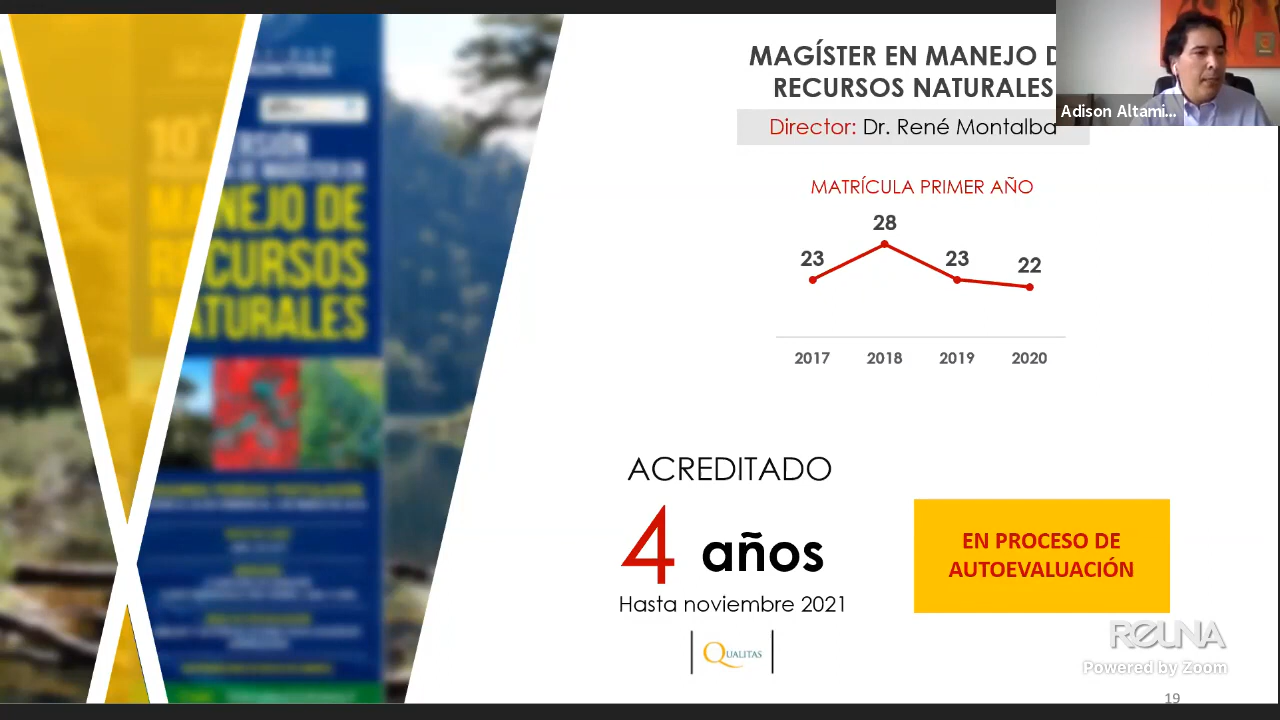 MAGÍSTER EN MANEJO D
RECURSOS NATURALES
Director: Dr. René Montalba
Adison Altami...
MATRÍCULA PRIMER AÑO
28
23
23
22
2017 2018 2019 2020
MANEJO DE
RECURSOS
NATURALES
ACREDITADO
4 años
Hasta noviembre 2021
QUALITAS
EN PROCESO DE
AUTOEVALUACIÓN
REUNA
Powered by Zoom
19